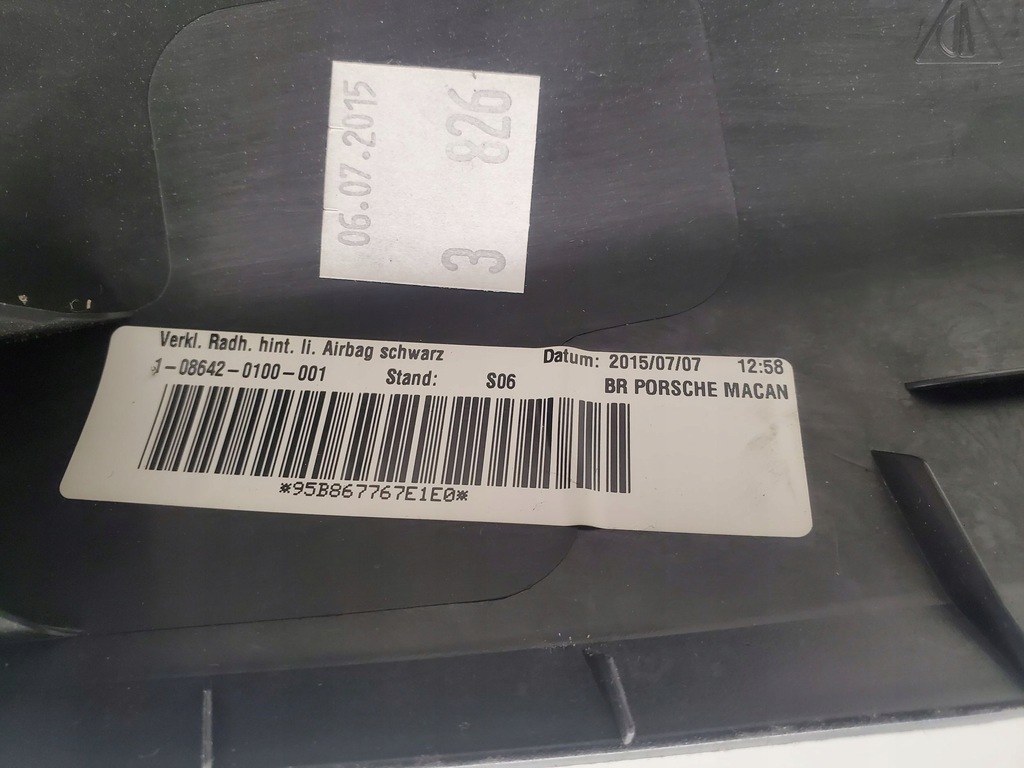 06.07.2015
3 826
Verkl. Radh. hint. li. Airbag schwarz
Datum: 2015/07/07 12:58
1-08642-0100-001 Stand: S06 BR PORSCHE MACAN
*95B867767E1E0*